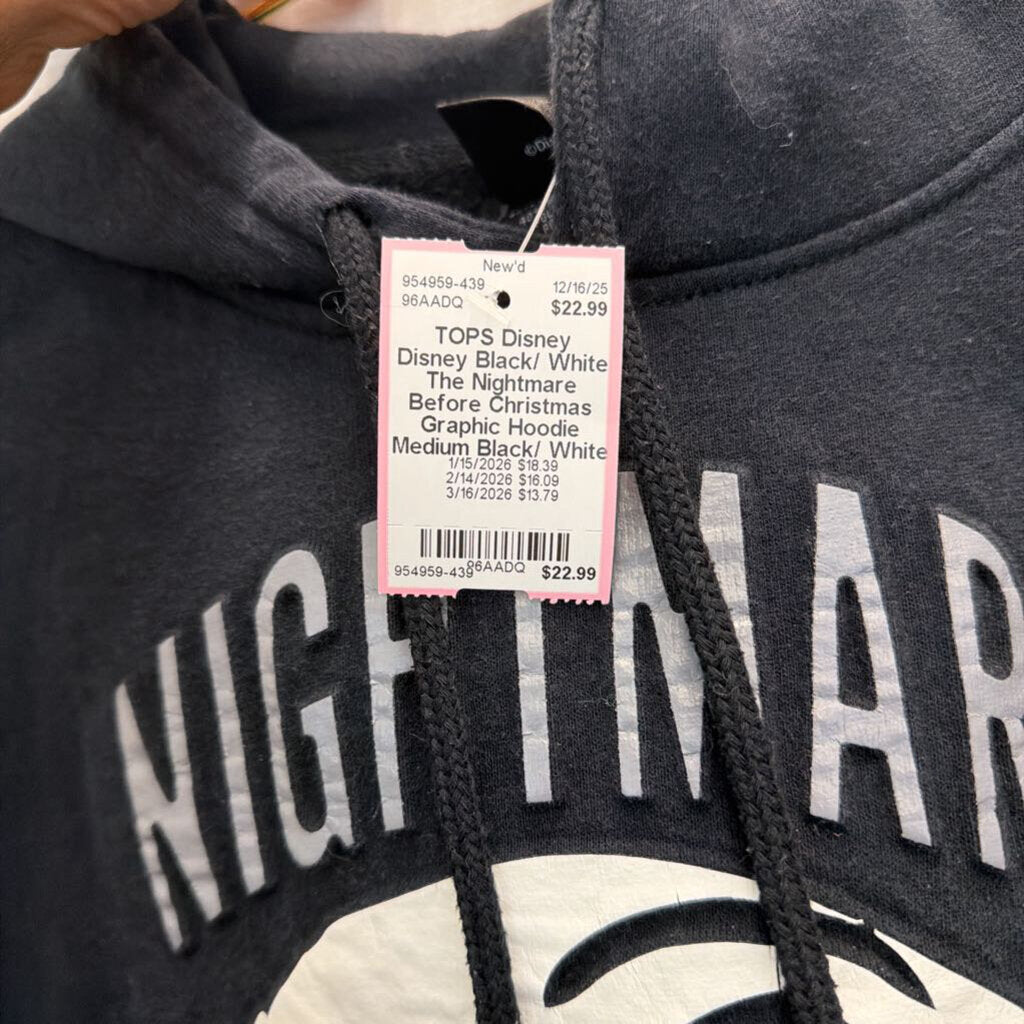 New'd
954959-439 12/16/25
96AADQ $22.99
TOPS Disney
Disney Black/ White
The Nightmare
Before Christmas
Graphic Hoodie
Medium Black/ White
1/15/2026 $18.39
2/14/2026 $16.09
3/16/2026 $13.79
954959-439 96AADQ $22.99
NIGHTMAR